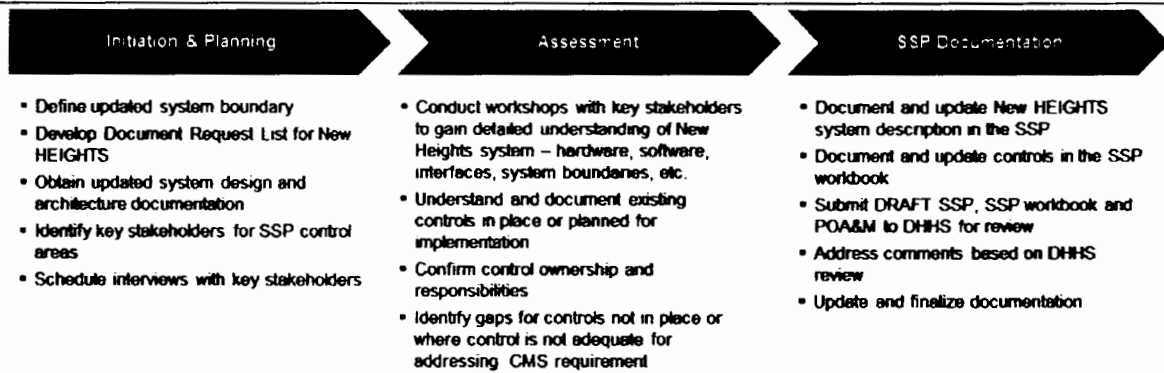 Initiation & Planning
▪ Define updated system boundary
▪ Develop Document Request List for New
HEIGHTS
▪ Obtain updated system design and
architecture documentation
▪ Identify key stakeholders for SSP control
areas
▪ Schedule interviews with key stakeholders
Assessment
▪ Conduct workshops with key stakeholders
to gain detailed understanding of New
Heights system – hardware, software,
interfaces, system boundaries, etc.
▪ Understand and document existing
controls in place or planned for
implementation
▪ Confirm control ownership and
responsibilities
▪ Identify gaps for controls not in place or
where control is not adequate for
addressing CMS requirement
SSP Documentation
▪ Document and update New HEIGHTS
system description in the SSP
▪ Document and update controls in the SSP
workbook
▪ Submit DRAFT SSP, SSP workbook and
POA&M to DHHS for review
▪ Address comments based on DHHS
review
▪ Update and finalize documentation